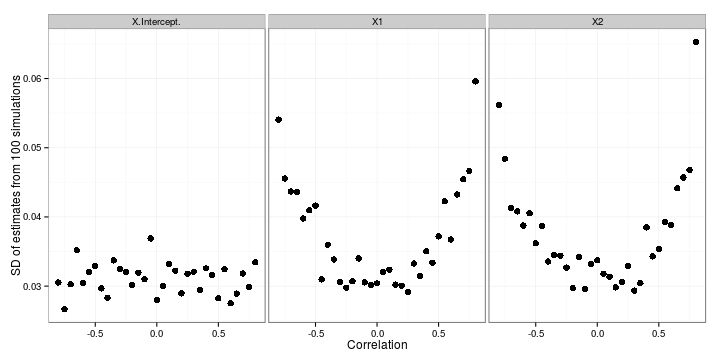 X.Intercept. X1 X2
SD of estimates from 100 simulations
0.06
0.05
0.04
0.03
-0.5 0.0 0.5 -0.5 0.0 0.5 -0.5 0.0 0.5
Correlation